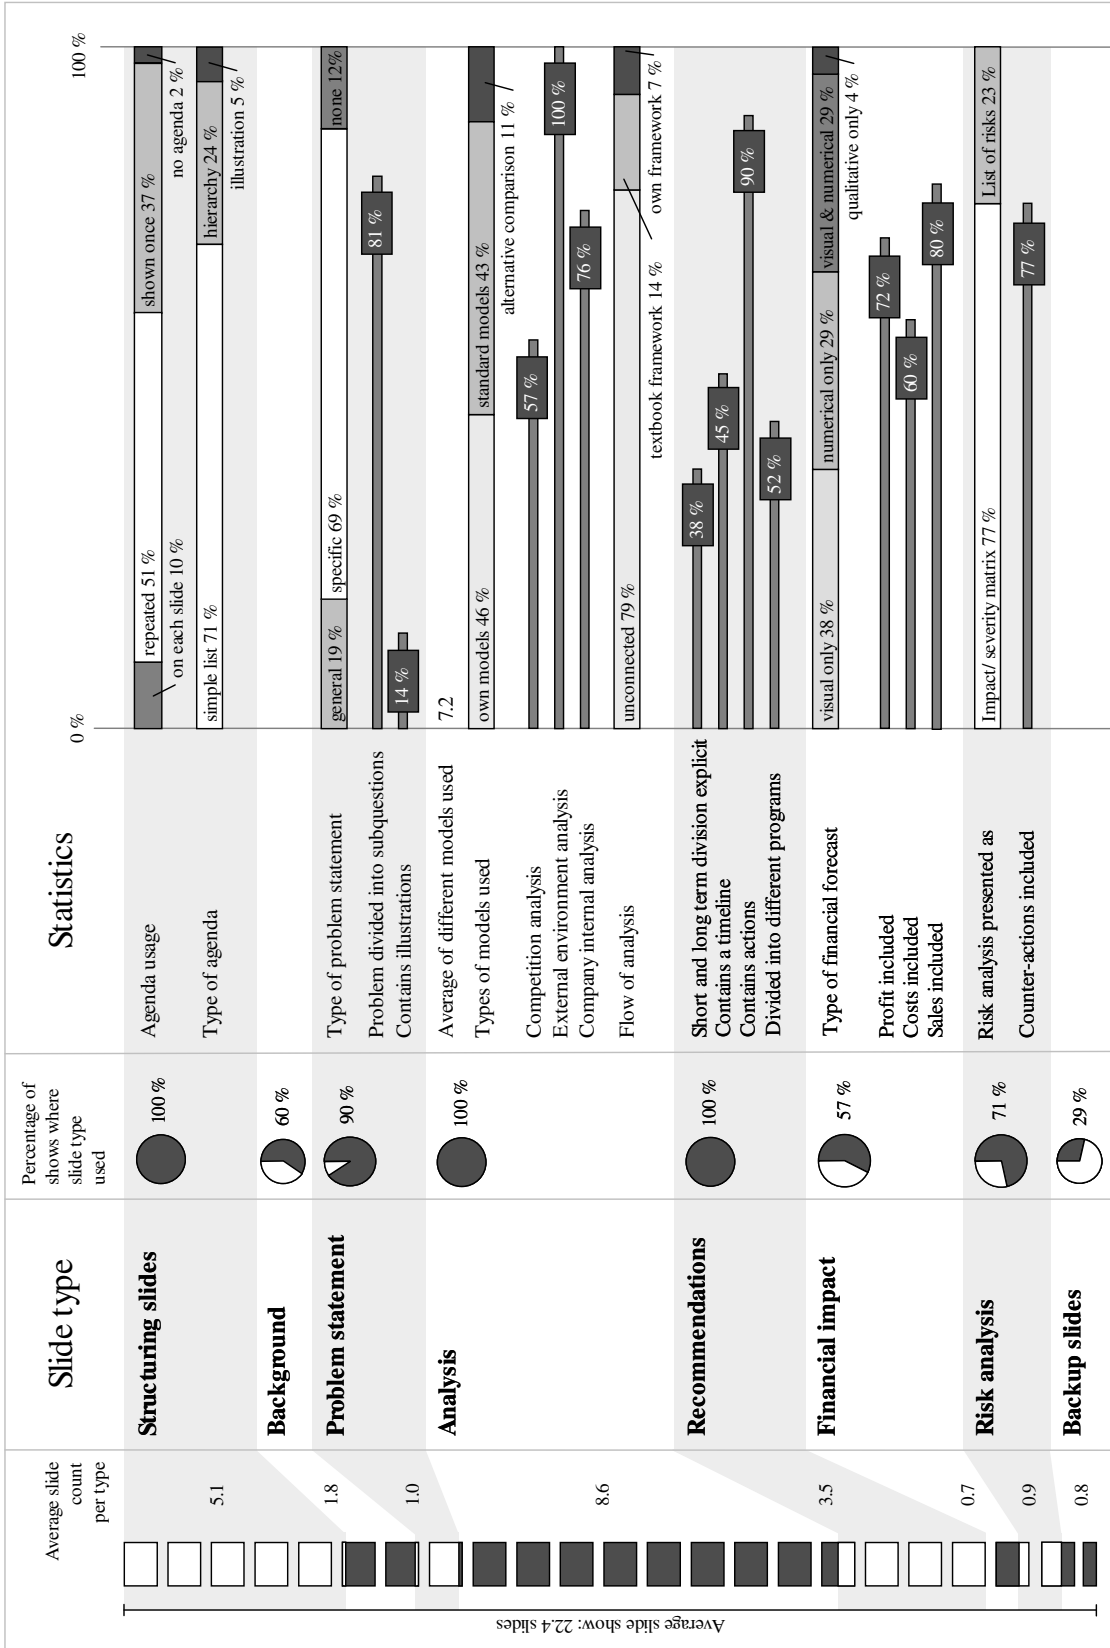 Average slide
count
per type
Slide type
Percentage of
shows where
slide type
used
Statistics
0 %
100 %
Average slide show: 22.4 slides
5.1
Structuring slides
100 %
Agenda usage
on each slide 10 %
repeated 51 %
shown once 37 %
no agenda 2 %
Type of agenda
simple list 71 %
hierarchy 24 %
illustration 5 %
1.8
Background
60 %
1.0
Problem statement
90 %
Type of problem statement
general 19 %
specific 69 %
none 12%
Problem divided into subquestions
81 %
Contains illustrations
14 %
8.6
Analysis
100 %
Average of different models used
7.2
Types of models used
own models 46 %
standard models 43 %
alternative comparison 11 %
Competition analysis
57 %
External environment analysis
100 %
Company internal analysis
76 %
Flow of analysis
unconnected 79 %
textbook framework 14 %
own framework 7 %
3.5
Recommendations
100 %
Short and long term division explicit
38 %
Contains a timeline
45 %
Contains actions
90 %
Divided into different programs
52 %
0.7
Financial impact
57 %
Type of financial forecast
visual only 38 %
numerical only 29 %
visual & numerical 29 %
qualitative only 4 %
Profit included
72 %
Costs included
60 %
Sales included
80 %
0.9
Risk analysis
71 %
Risk analysis presented as
Impact/ severity matrix 77 %
List of risks 23 %
Counter-actions included
77 %
0.8
Backup slides
29 %